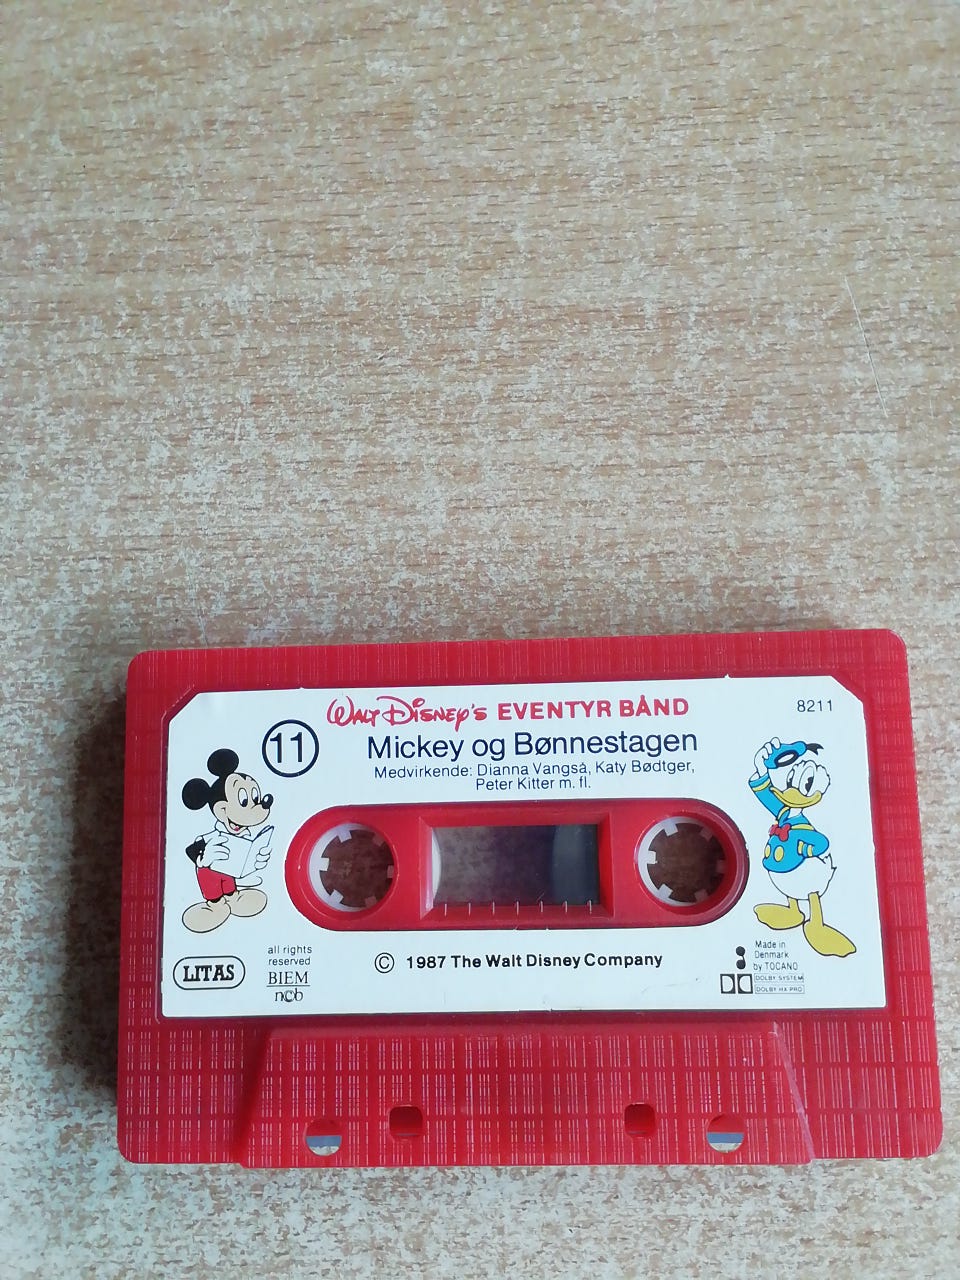 Walt Disney's EVENTYR BÅND
8211
11
Mickey og Bønnestagen
Medvirkende: Dianna Vangså, Katy Bødtger,
Peter Kitter m. fl.
LITAS
all rights
reserved
BIEM
ncb
© 1987 The Walt Disney Company
Made in
Denmark
by TOCANO
DOLBY SYSTEM
DOLBY HX PRO